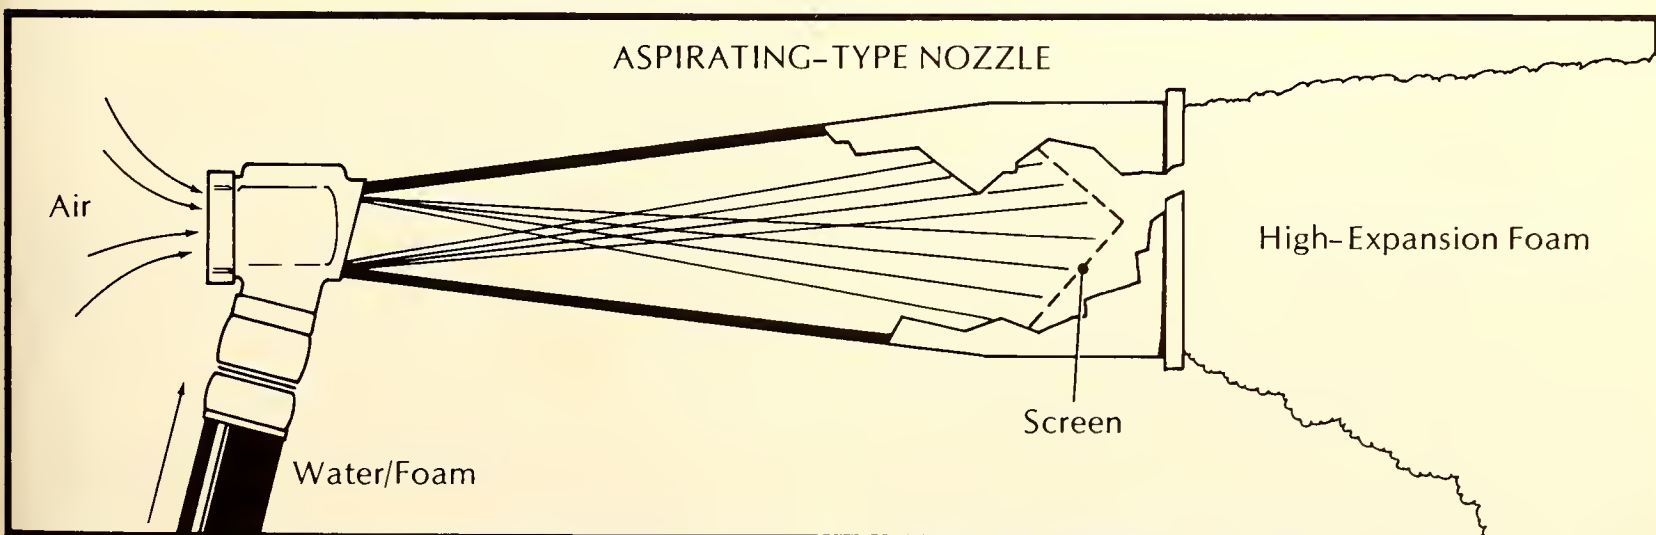 ASPIRATING-TYPE NOZZLE
Air
High-Expansion Foam
Screen
Water/Foam